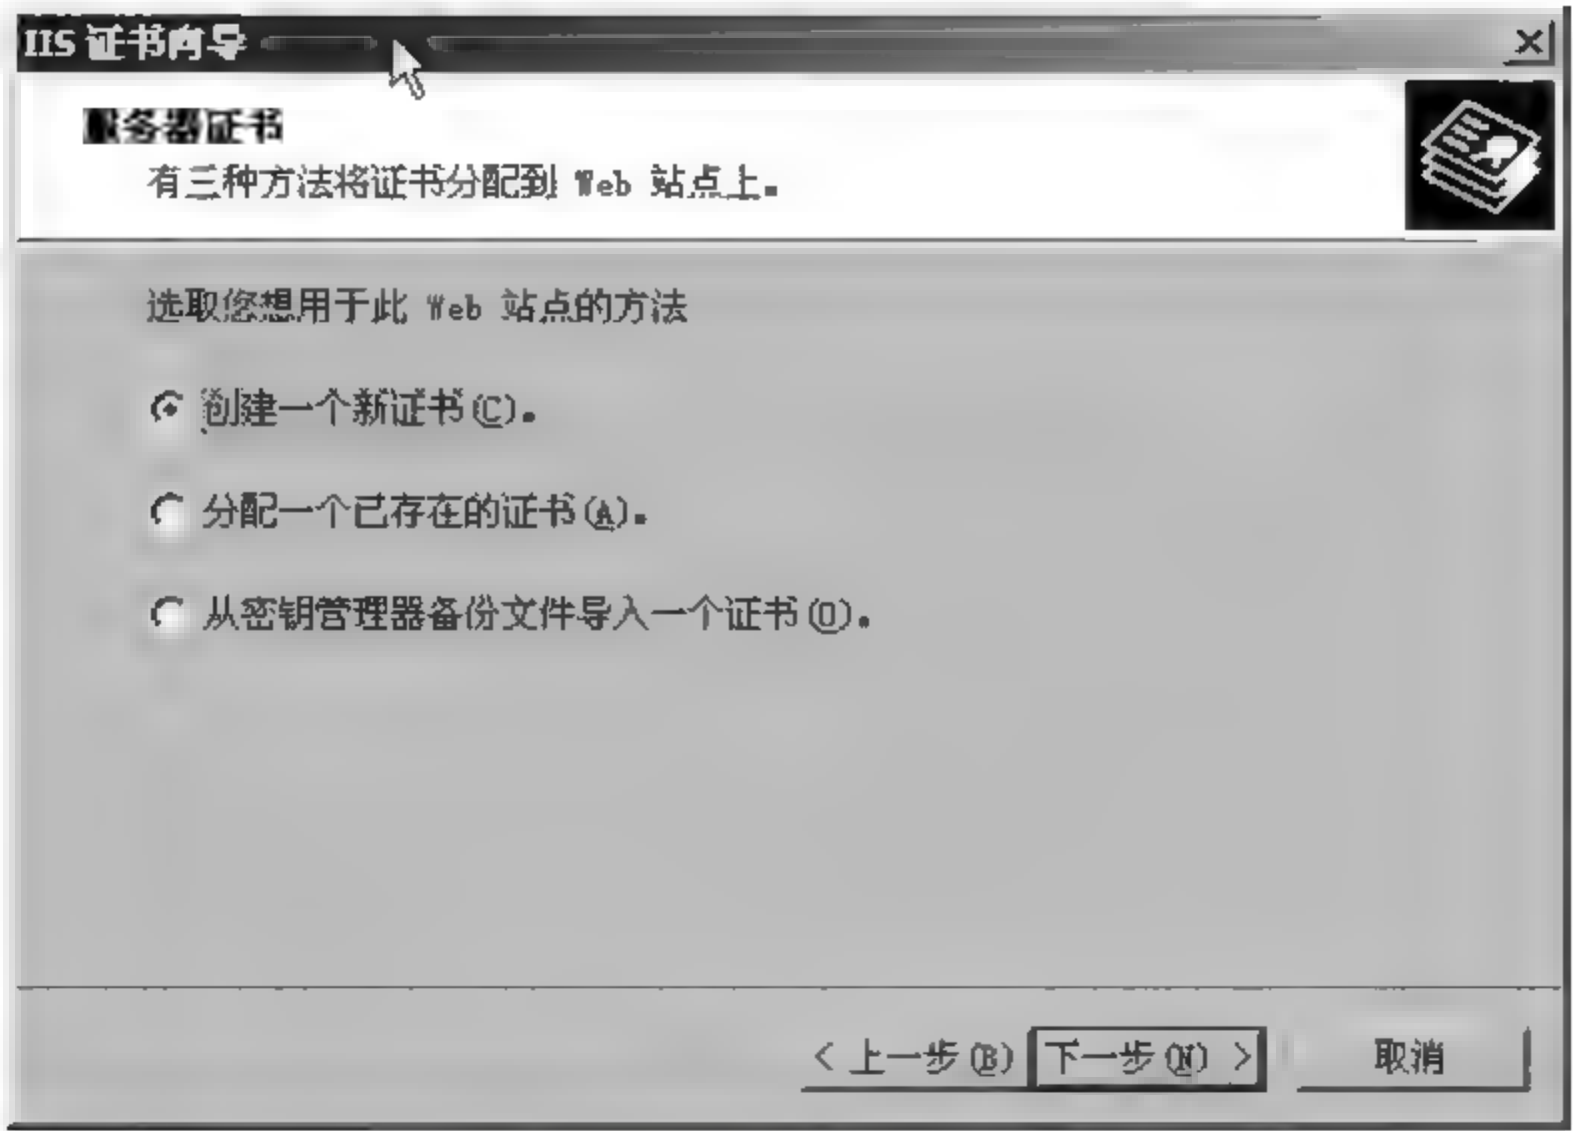 IIS 证书向导
服务器证书
有三种方法将证书分配到 Web 站点上。
选取您想用于此 Web 站点的方法
创建一个新证书(C)。
分配一个已存在的证书(A)。
从密钥管理器备份文件导入一个证书(O)。
< 上一步(B) 下一步(N) > 取消